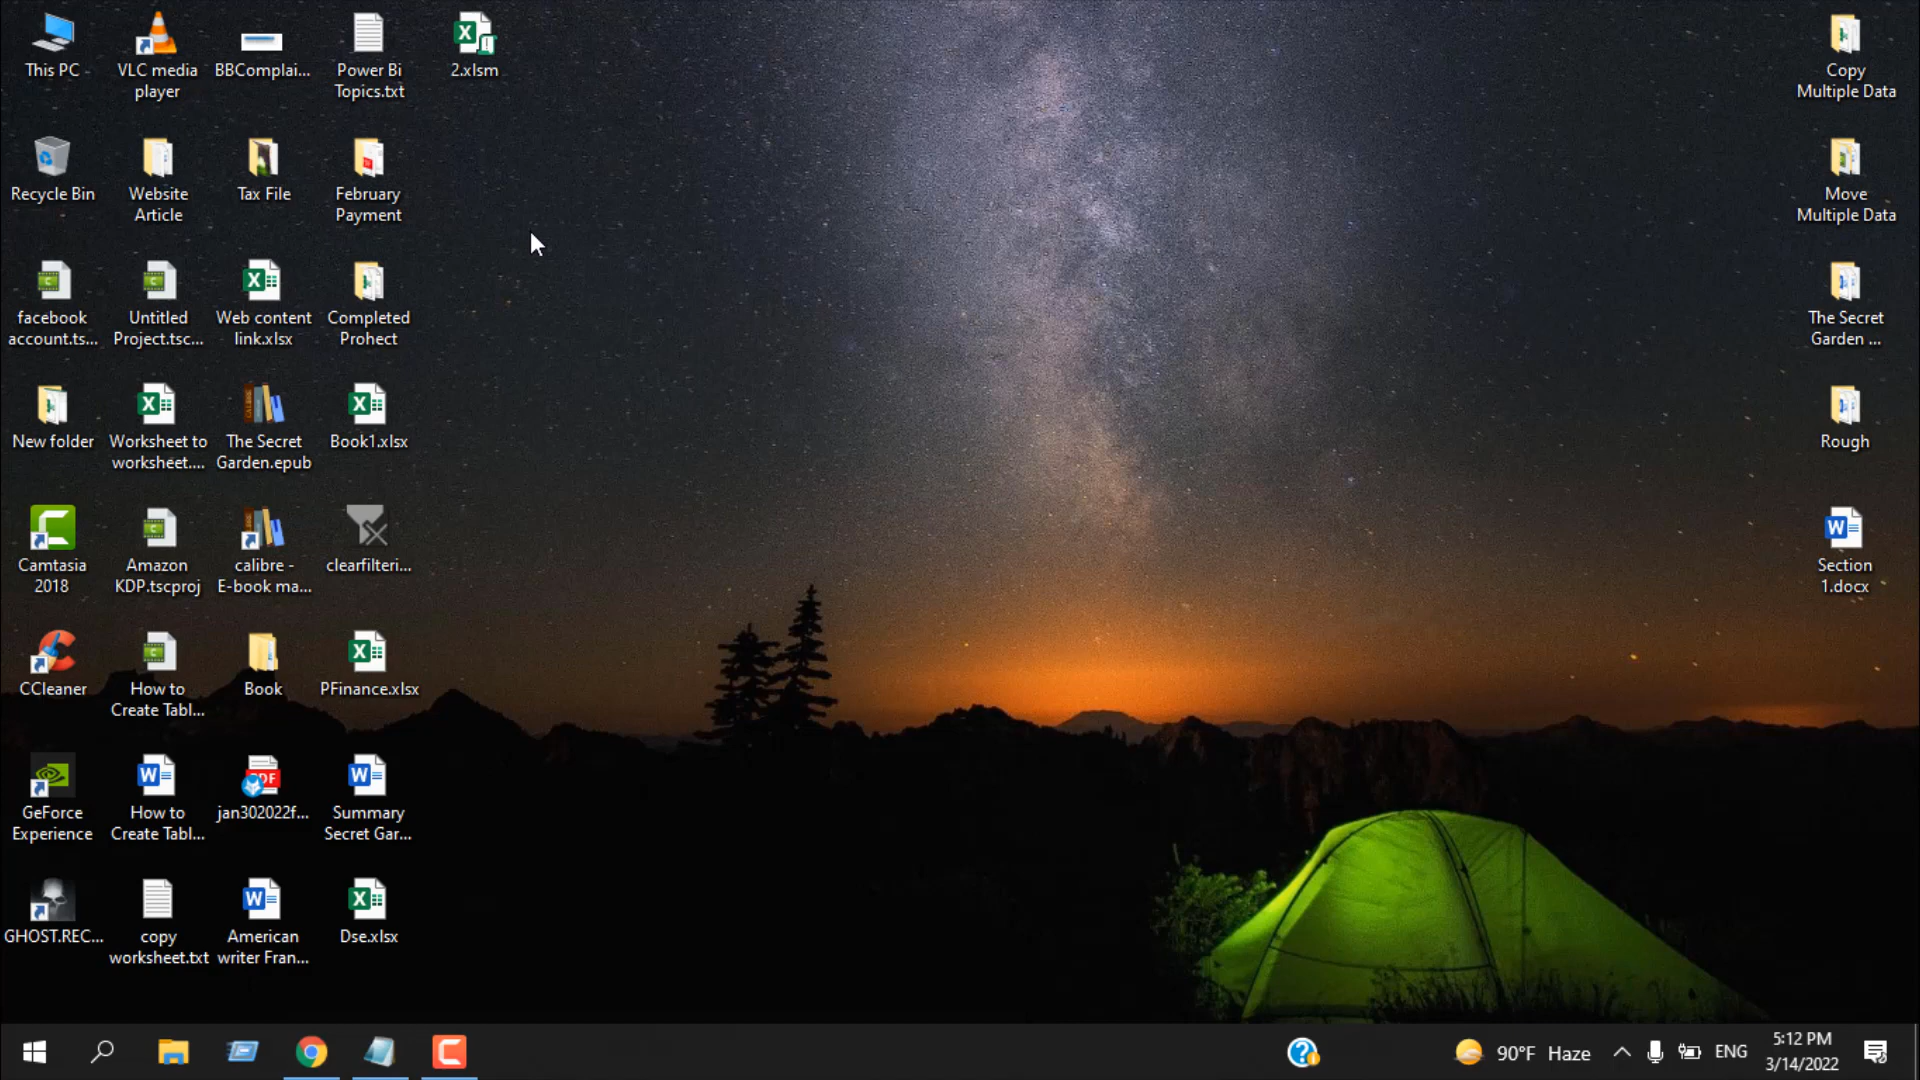 This PC
VLC media
player
BBComplai...
Power Bi
Topics.txt
2.xlsm
Recycle Bin
Website
Article
Tax File
February
Payment
facebook
account.ts...
Untitled
Project.tsc...
Web content
link.xlsx
Completed
Prohect
New folder
Worksheet to
worksheet....
The Secret
Garden.epub
Book1.xlsx
Camtasia
2018
Amazon
KDP.tscproj
calibre -
E-book ma...
clearfilteri...
CCleaner
How to
Create Tabl...
Book
PFinance.xlsx
GeForce
Experience
How to
Create Tabl...
PDF
jan302022f...
Summary
Secret Gar...
GHOST.REC...
copy
worksheet.txt
American
writer Fran...
Dse.xlsx
Copy
Multiple Data
Move
Multiple Data
The Secret
Garden ...
Rough
Section
1.docx
90°F Haze
ENG
5:12 PM
3/14/2022